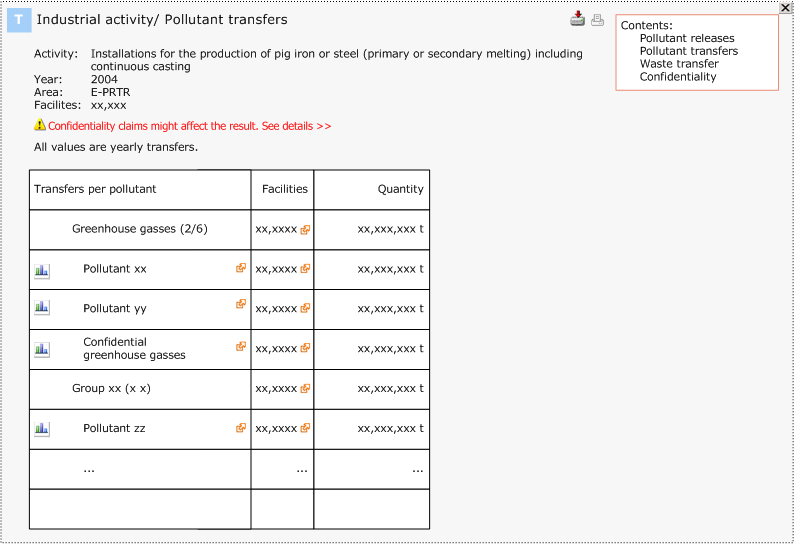 T Industrial activity/ Pollutant transfers
Contents:
Pollutant releases
Pollutant transfers
Waste transfer
Confidentiality
Activity: Installations for the production of pig iron or steel (primary or secondary melting) including
continuous casting
Year: 2004
Area: E-PRTR
Facilites: xx,xxx
Confidentiality claims might affect the result. See details >>
All values are yearly transfers.
Transfers per pollutant Facilities Quantity
Greenhouse gasses (2/6) xx,xxxx xx,xxx,xxx t
Pollutant xx xx,xxxx xx,xxx,xxx t
Pollutant yy xx,xxxx xx,xxx,xxx t
Confidential
greenhouse gasses xx,xxxx xx,xxx,xxx t
Group xx (x x) xx,xxxx xx,xxx,xxx t
Pollutant zz xx,xxxx xx,xxx,xxx t
... ... ...